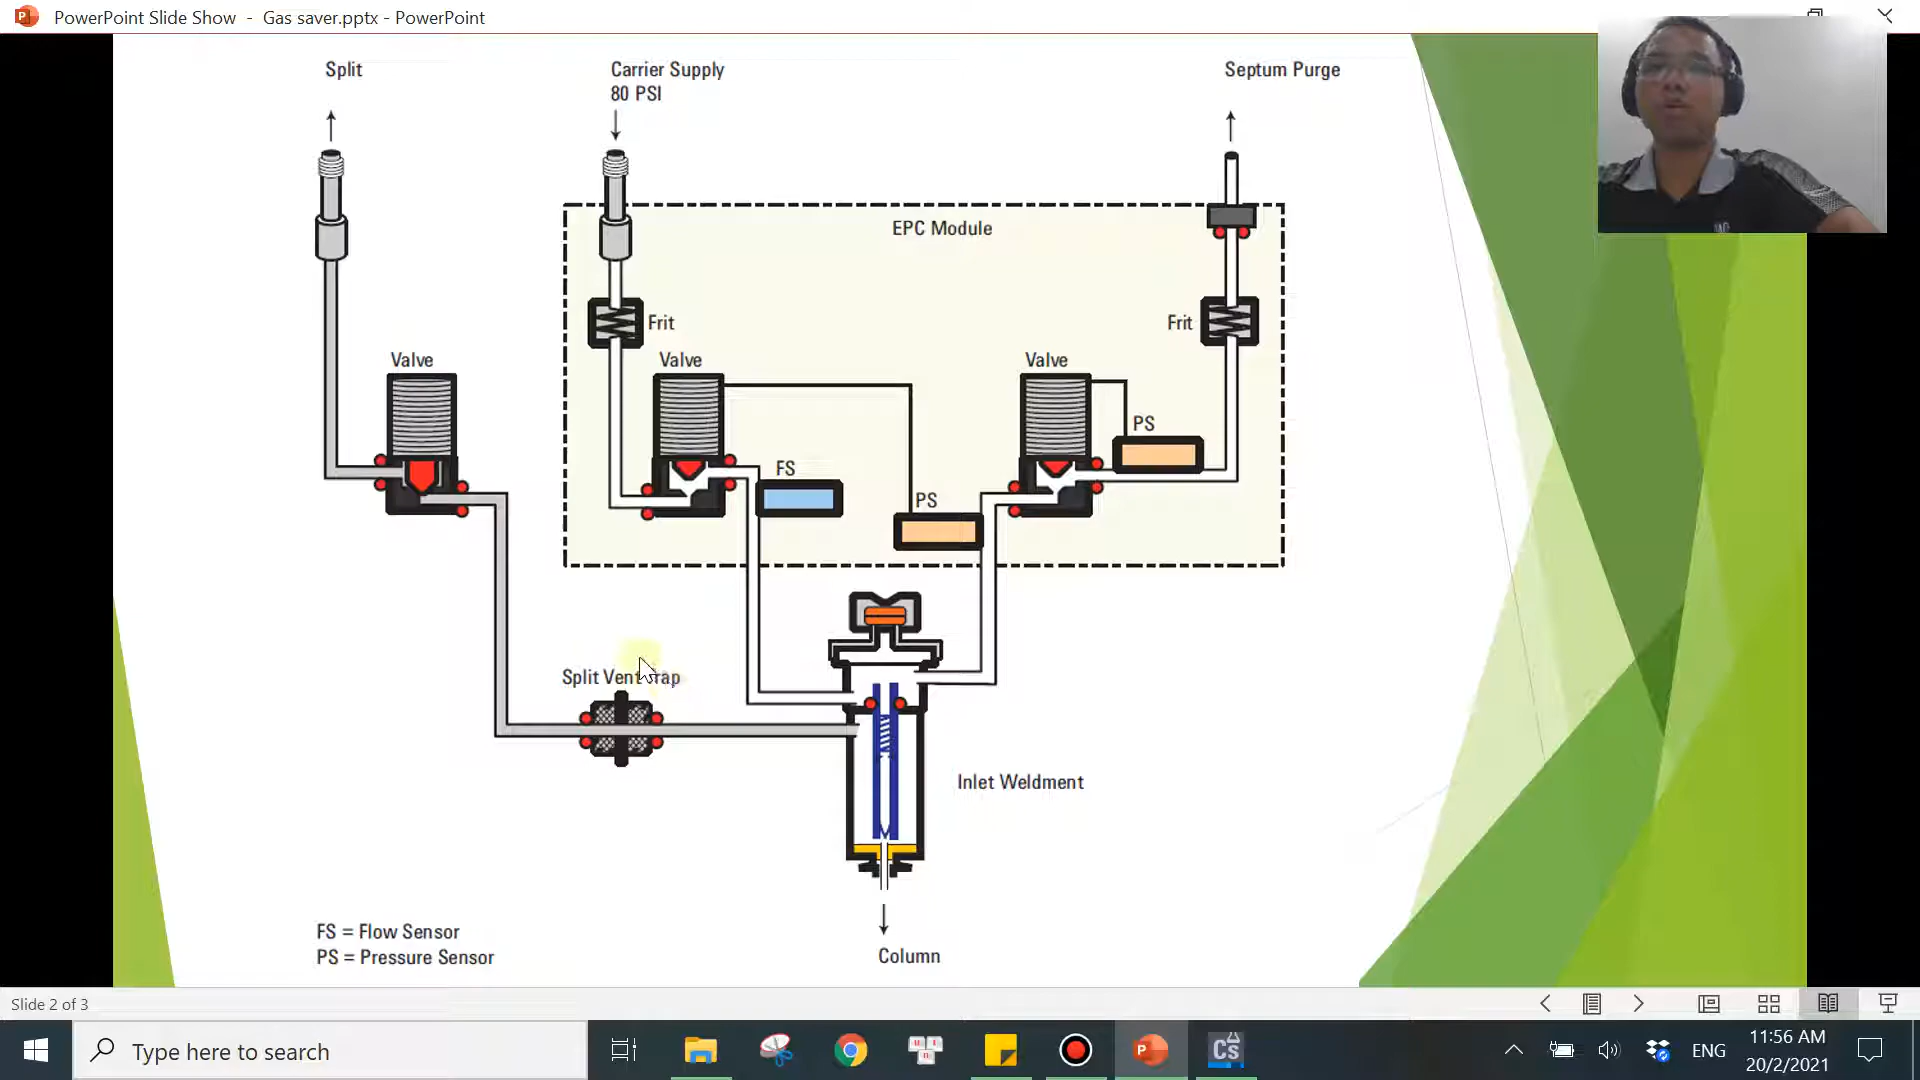 PowerPoint Slide Show - Gas saver.pptx - PowerPoint
Split
Carrier Supply
80 PSI
Septum Purge
EPC Module
Frit
Frit
Valve
Valve
Valve
PS
FS
PS
Split Vent Trap
Inlet Weldment
FS = Flow Sensor
PS = Pressure Sensor
Column
Slide 2 of 3
Type here to search
CS
ENG
11:56 AM
20/2/2021